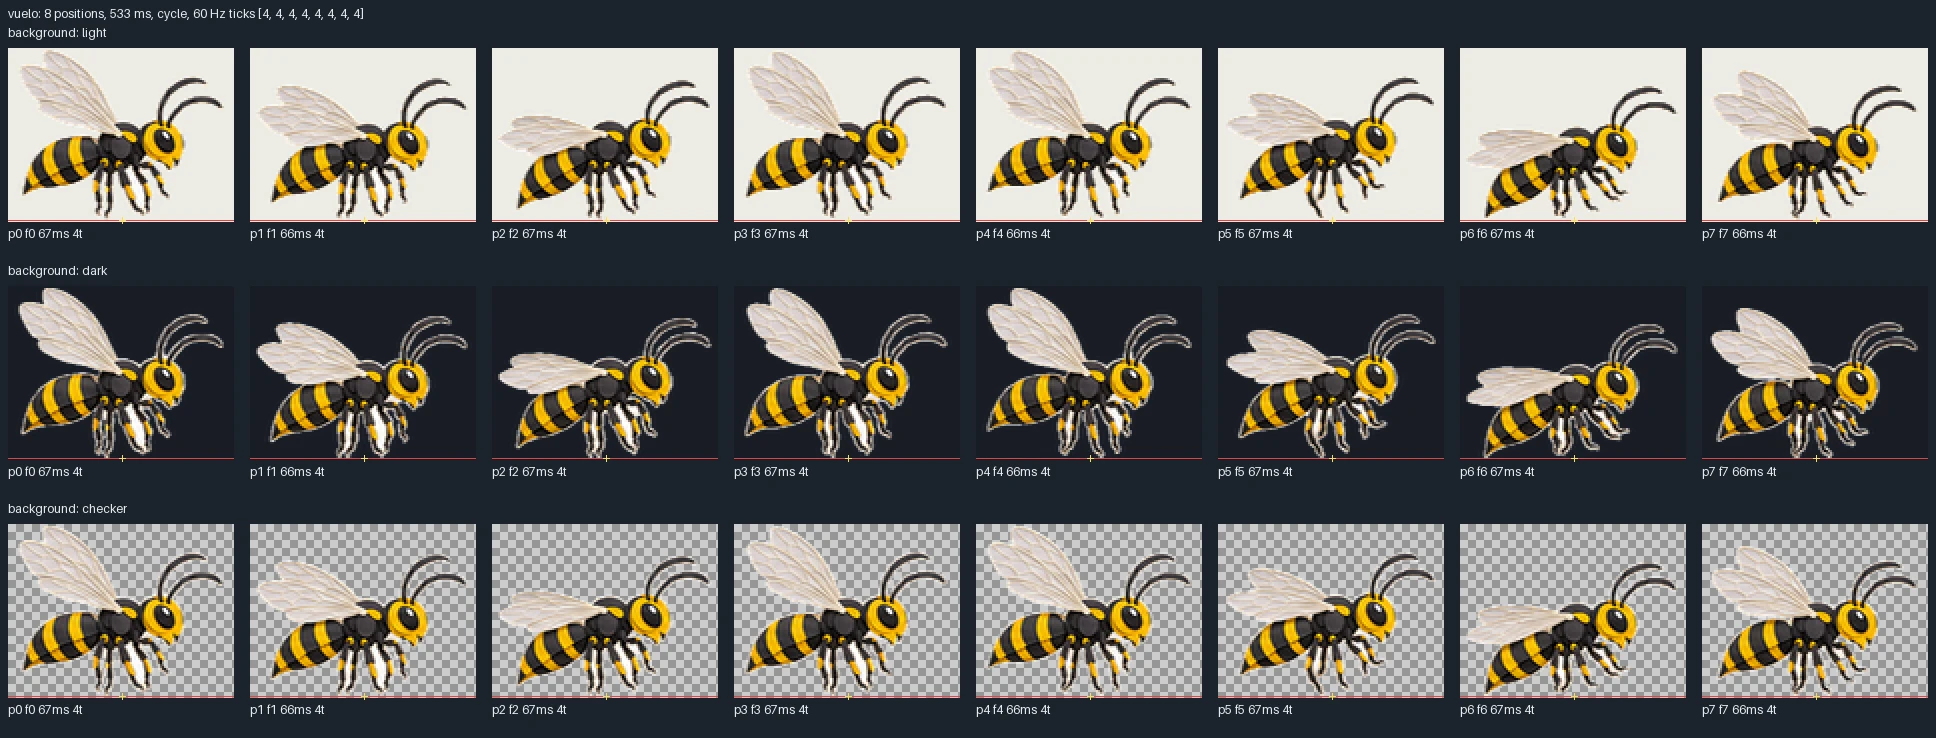 vuelo: 8 positions, 533 ms, cycle, 60 Hz ticks [4, 4, 4, 4, 4, 4, 4, 4]
background: light
p0 f0 67ms 4t p1 f1 66ms 4t p2 f2 67ms 4t p3 f3 67ms 4t p4 f4 66ms 4t p5 f5 67ms 4t p6 f6 67ms 4t p7 f7 66ms 4t
background: dark
p0 f0 67ms 4t p1 f1 66ms 4t p2 f2 67ms 4t p3 f3 67ms 4t p4 f4 66ms 4t p5 f5 67ms 4t p6 f6 67ms 4t p7 f7 66ms 4t
background: checker
p0 f0 67ms 4t p1 f1 66ms 4t p2 f2 67ms 4t p3 f3 67ms 4t p4 f4 66ms 4t p5 f5 67ms 4t p6 f6 67ms 4t p7 f7 66ms 4t